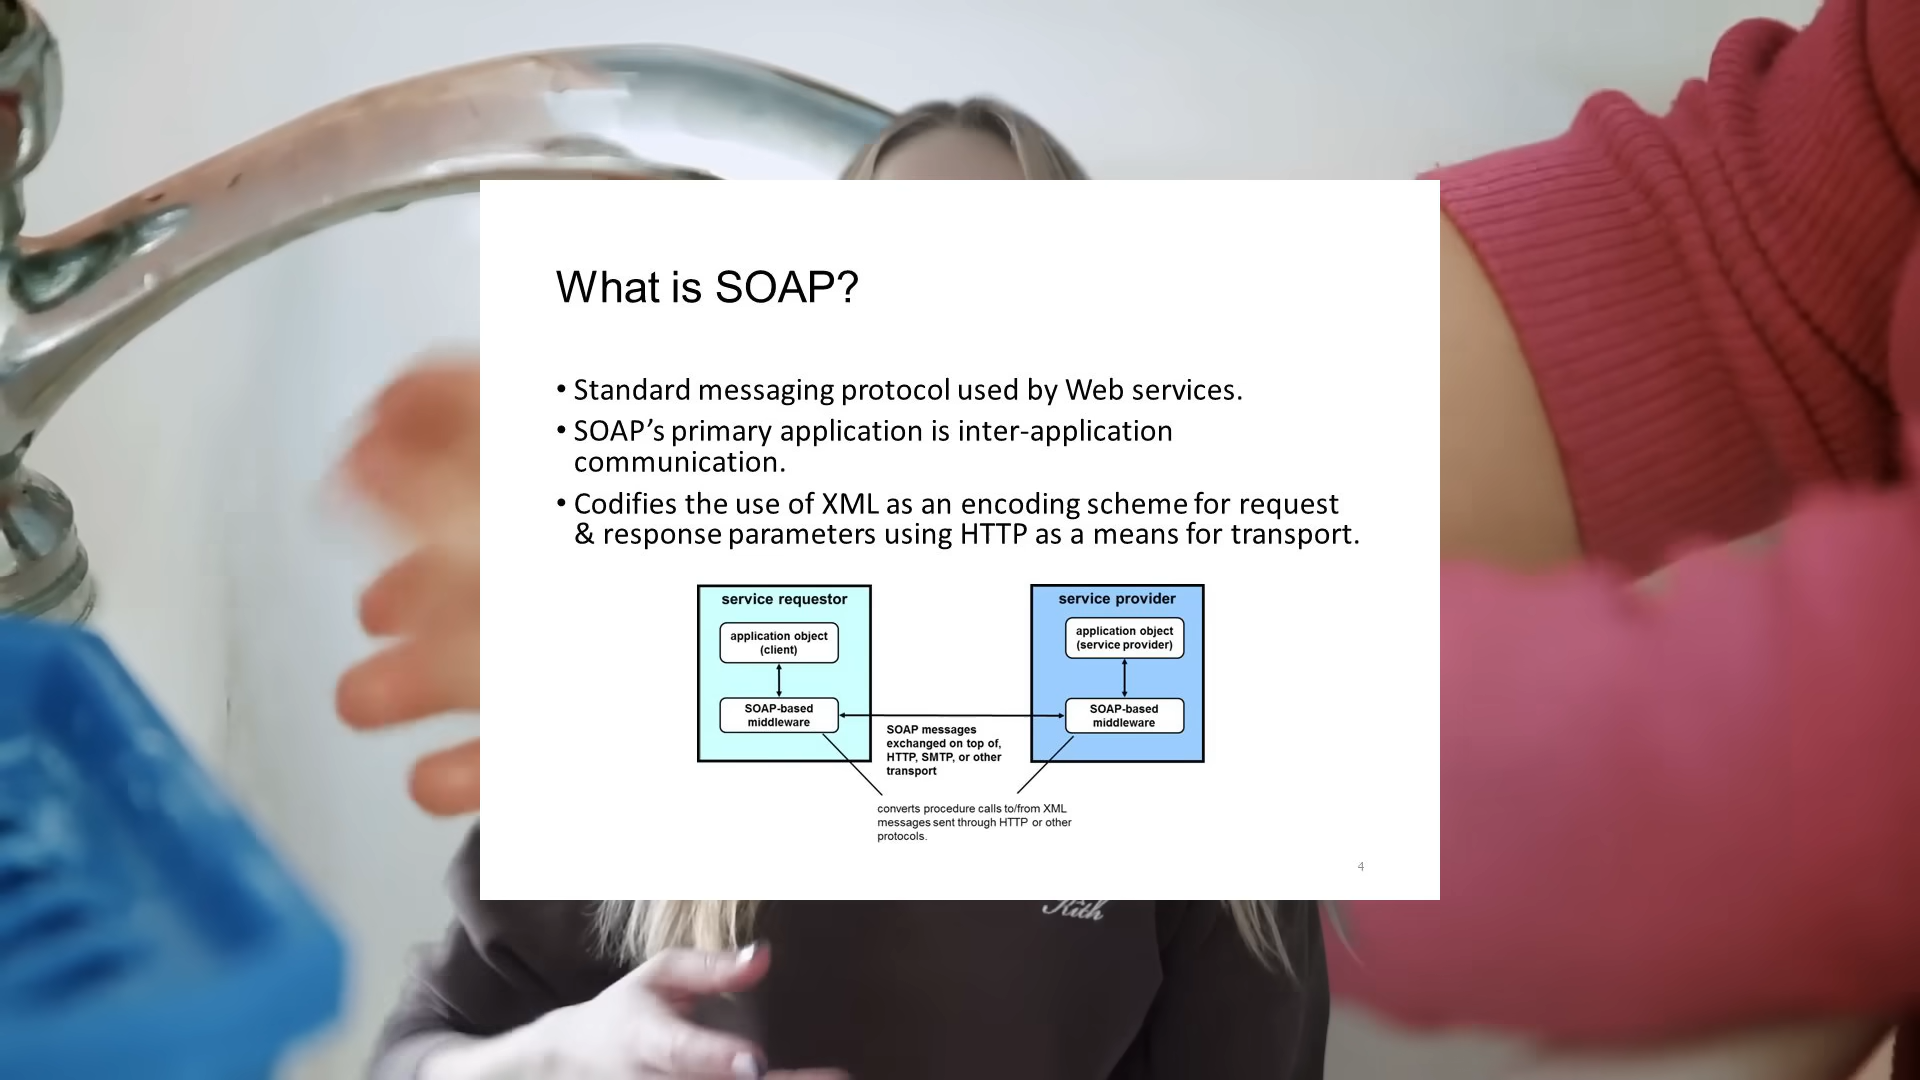 What is SOAP?
• Standard messaging protocol used by Web services.
• SOAP’s primary application is inter-application
communication.
• Codifies the use of XML as an encoding scheme for request
& response parameters using HTTP as a means for transport.
service requestor
application object
(client)
SOAP-based
middleware
service provider
application object
(service provider)
SOAP-based
middleware
SOAP messages
exchanged on top of,
HTTP, SMTP, or other
transport
converts procedure calls to/from XML
messages sent through HTTP or other
protocols.
4
Kith